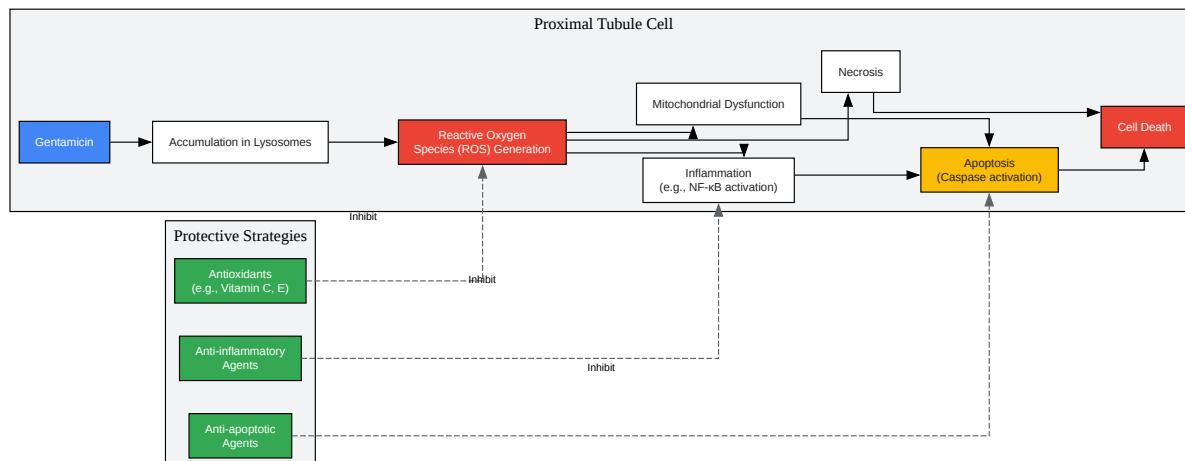 Proximal Tubule Cell
Gentamicin
Accumulation in Lysosomes
Reactive Oxygen
Species (ROS) Generation
Mitochondrial Dysfunction
Necrosis
Inflammation
(e.g., NF-κB activation)
Apoptosis
(Caspase activation)
Cell Death
Inhibit
Protective Strategies
Antioxidants
(e.g., Vitamin C, E)
Inhibit
Anti-inflammatory
Agents
Inhibit
Anti-apoptotic
Agents